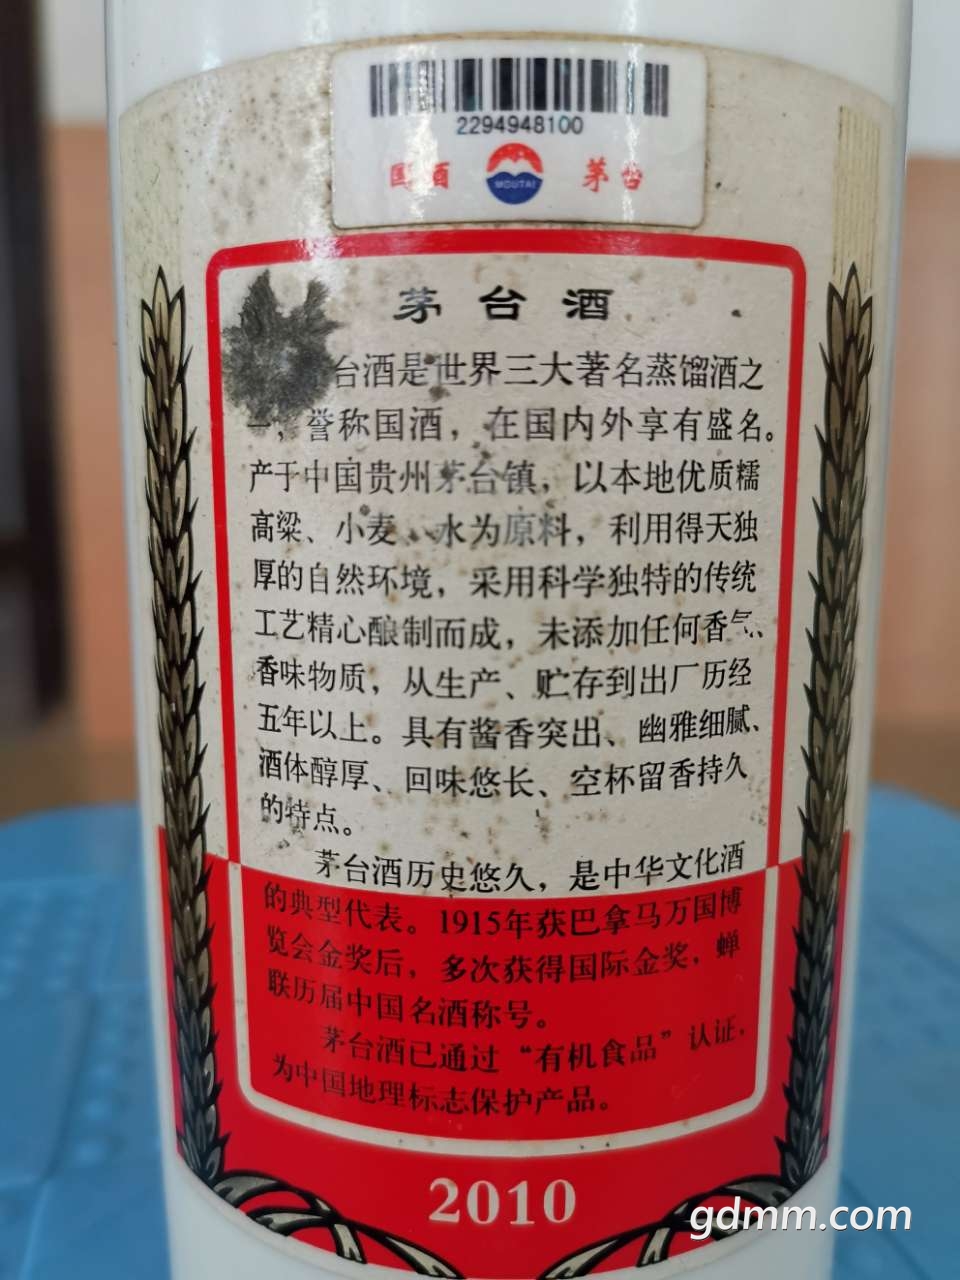 2294948100
国酒 MOUTAI 茅台
茅台酒
台酒是世界三大著名蒸馏酒之
一，誉称国酒，在国内外享有盛名。
产于中国贵州茅台镇，以本地优质糯
高粱、小麦、水为原料，利用得天独
厚的自然环境，采用科学独特的传统
工艺精心酿制而成，未添加任何香气、
香味物质，从生产、贮存到出厂历经
五年以上。具有酱香突出、幽雅细腻、
酒体醇厚、回味悠长、空杯留香持久
的特点。
茅台酒历史悠久，是中华文化酒
的典型代表。1915年获巴拿马万国博
览会金奖后，多次获得国际金奖，蝉
联历届中国名酒称号。
茅台酒已通过“有机食品”认证，
为中国地理标志保护产品。
2010
gdmm.com